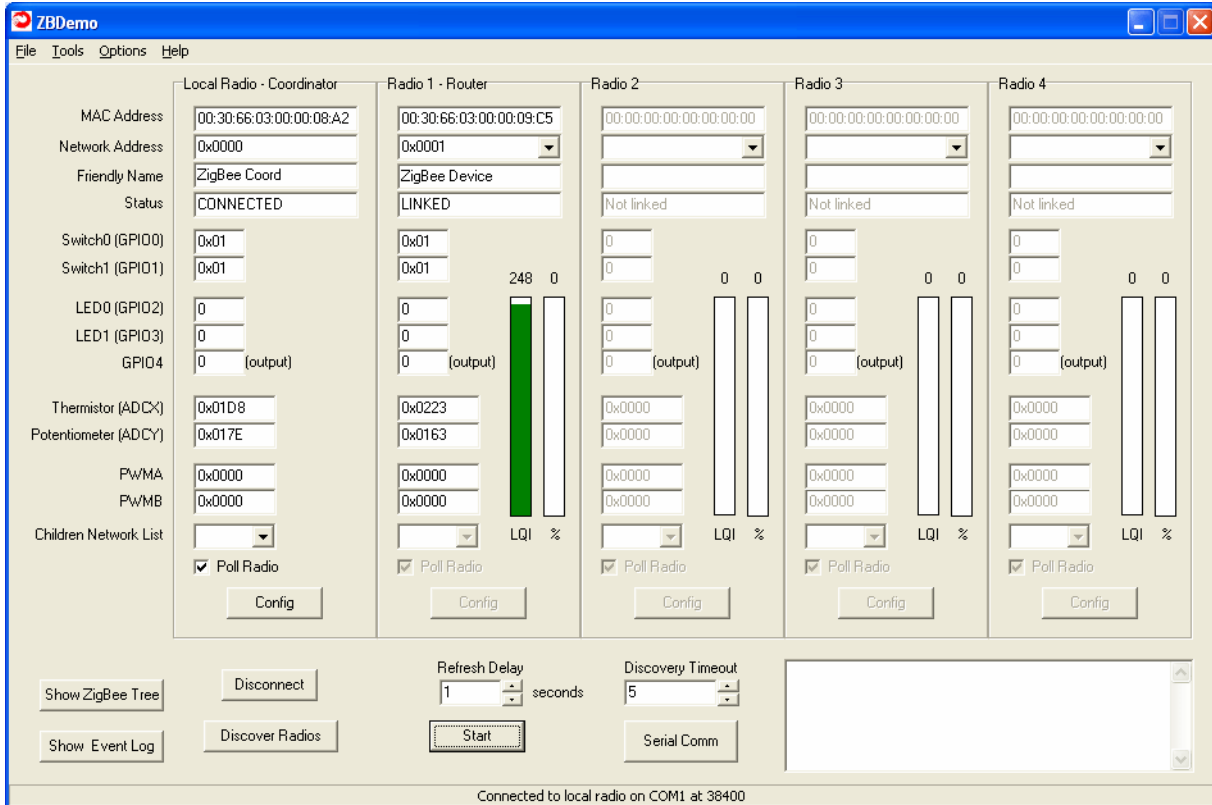 ZBDemo
File Tools Options Help
Local Radio - Coordinator Radio 1 - Router Radio 2 Radio 3 Radio 4
MAC Address 00:30:66:03:00:00:08:A2 00:30:66:03:00:00:09:C5 00:00:00:00:00:00:00:00 00:00:00:00:00:00:00:00 00:00:00:00:00:00:00:00
Network Address 0x0000 0x0001
Friendly Name ZigBee Coord ZigBee Device
Status CONNECTED LINKED Not linked Not linked Not linked
Switch0 (GPIO0) 0x01 0x01 0 0 0
Switch1 (GPIO1) 0x01 0x01 0 0 0
248 0 0 0 0 0 0 0
LED0 (GPIO2) 0 0 0 0 0
LED1 (GPIO3) 0 0 0 0 0
GPIO4 0 (output) 0 (output) 0 (output) 0 (output) 0 (output)
Thermistor (ADCX) 0x01D8 0x0223 0x0000 0x0000 0x0000
Potentiometer (ADCY) 0x017E 0x0163 0x0000 0x0000 0x0000
PWMA 0x0000 0x0000 0x0000 0x0000 0x0000
PWMB 0x0000 0x0000 0x0000 0x0000 0x0000
Children Network List LQI % LQI % LQI % LQI %
Poll Radio Poll Radio Poll Radio Poll Radio Poll Radio
Config Config Config Config Config
Refresh Delay Discovery Timeout
Show ZigBee Tree Disconnect 1 seconds 5
Show Event Log Discover Radios Start Serial Comm
Connected to local radio on COM1 at 38400